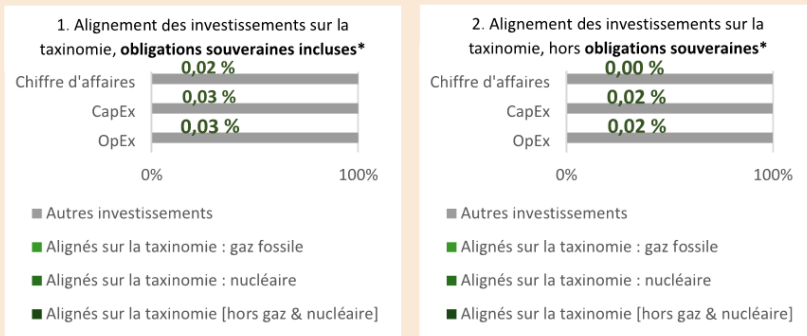 1. Alignement des investissements sur la
taxinomie, obligations souveraines incluses*
0,02 %
Chiffre d'affaires
0,03 %
CapEx
0,03 %
OpEx
0%
100%
Autres investissements
Alignés sur la taxinomie : gaz fossile
Alignés sur la taxinomie : nucléaire
Alignés sur la taxinomie [hors gaz & nucléaire]
2. Alignement des investissements sur la
taxinomie, hors obligations souveraines*
0,00 %
Chiffre d'affaires
0,02 %
CapEx
0,02 %
OpEx
0%
100%
Autres investissements
Alignés sur la taxinomie : gaz fossile
Alignés sur la taxinomie : nucléaire
Alignés sur la taxinomie [hors gaz & nucléaire]